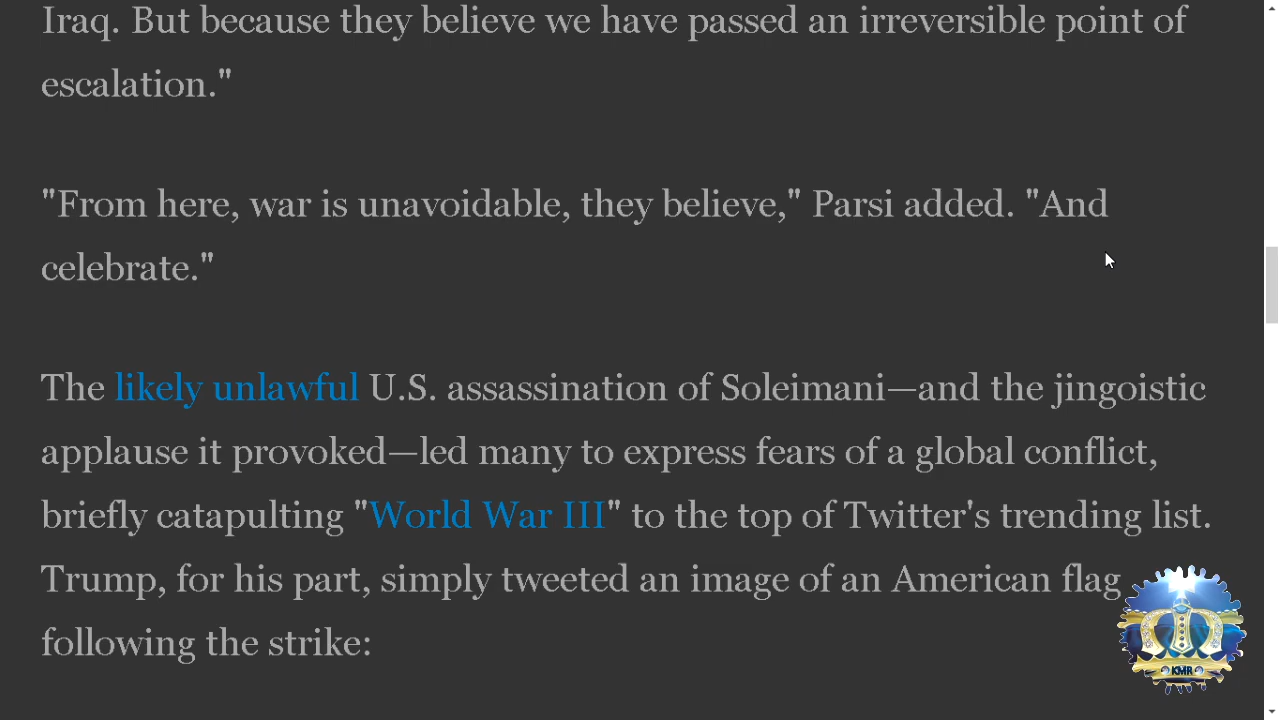 Iraq. But because they believe we have passed an irreversible point of
escalation."
"From here, war is unavoidable, they believe," Parsi added. "And
celebrate."
The likely unlawful U.S. assassination of Soleimani—and the jingoistic
applause it provoked—led many to express fears of a global conflict,
briefly catapulting "World War III" to the top of Twitter's trending list.
Trump, for his part, simply tweeted an image of an American flag
following the strike:
KMR